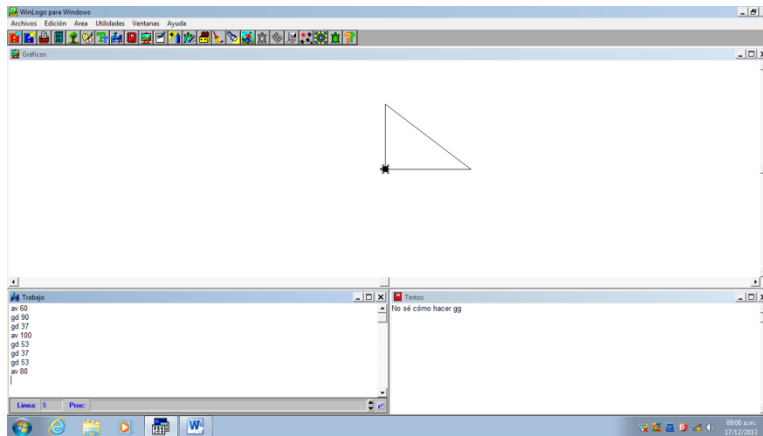 WinLogo para Windows
Archivos Edición Area Utilidades Ventanas Ayuda
Gráficos
Trabajo
av 60
gd 90
gd 37
av 100
gd 53
gd 37
gd 53
av 80
Línea: 9 Proc:
Textos
No sé cómo hacer gg
09:06 a.m.
17/12/2013